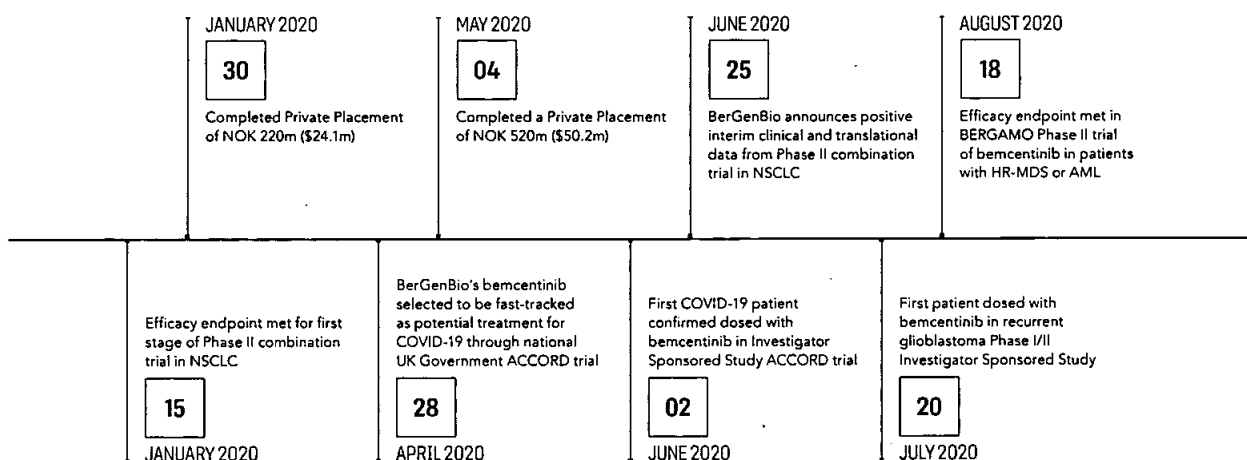 JANUARY 2020
30
Completed Private Placement
of NOK 220m ($24.1m)
MAY 2020
04
Completed a Private Placement
of NOK 520m ($50.2m)
JUNE 2020
25
BerGenBio announces positive
interim clinical and translational
data from Phase II combination
trial in NSCLC
AUGUST 2020
18
Efficacy endpoint met in
BERGAMO Phase II trial
of bemcentinib in patients
with HR-MDS or AML
Efficacy endpoint met for first
stage of Phase II combination
trial in NSCLC
15
JANUARY 2020
BerGenBio's bemcentinib
selected to be fast-tracked
as potential treatment for
COVID-19 through national
UK Government ACCORD trial
28
APRIL 2020
First COVID-19 patient
confirmed dosed with
bemcentinib in Investigator
Sponsored Study ACCORD trial
02
JUNE 2020
First patient dosed with
bemcentinib in recurrent
glioblastoma Phase I/II
Investigator Sponsored Study
20
JULY 2020